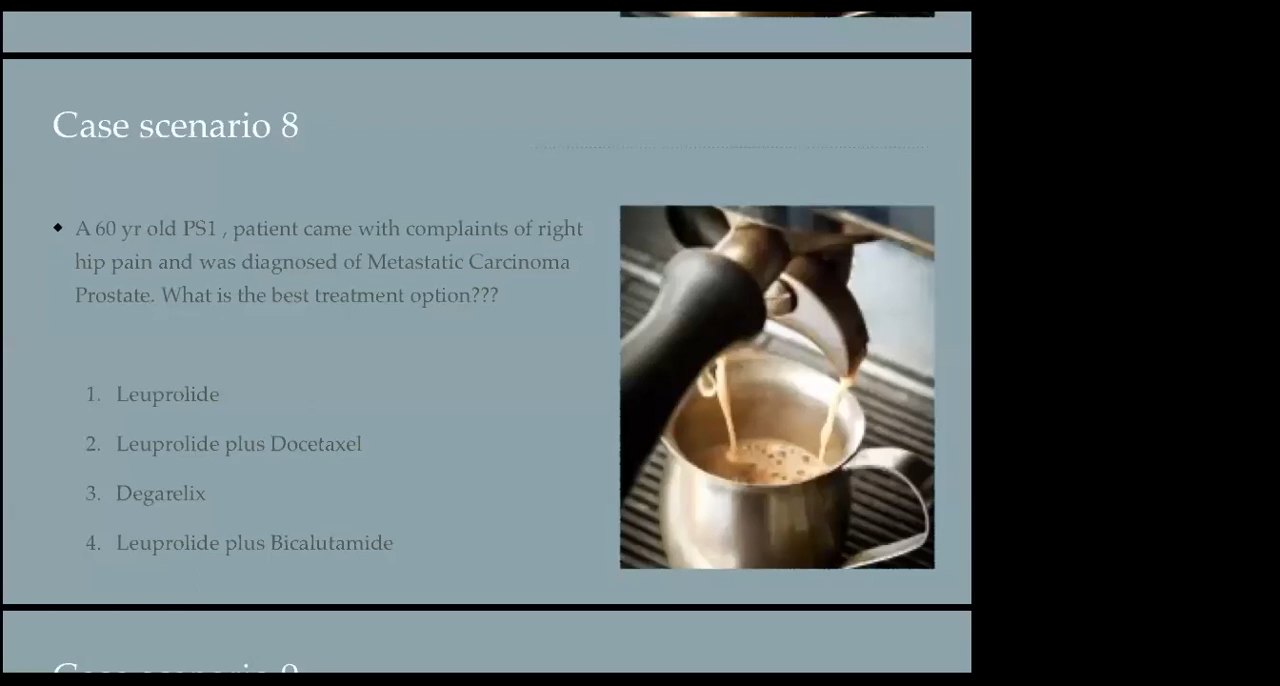 Case scenario 8
A 60 yr old PS1 , patient came with complaints of right
hip pain and was diagnosed of Metastatic Carcinoma
Prostate. What is the best treatment option???
1. Leuprolide
2. Leuprolide plus Docetaxel
3. Degarelix
4. Leuprolide plus Bicalutamide
Case scenario 9